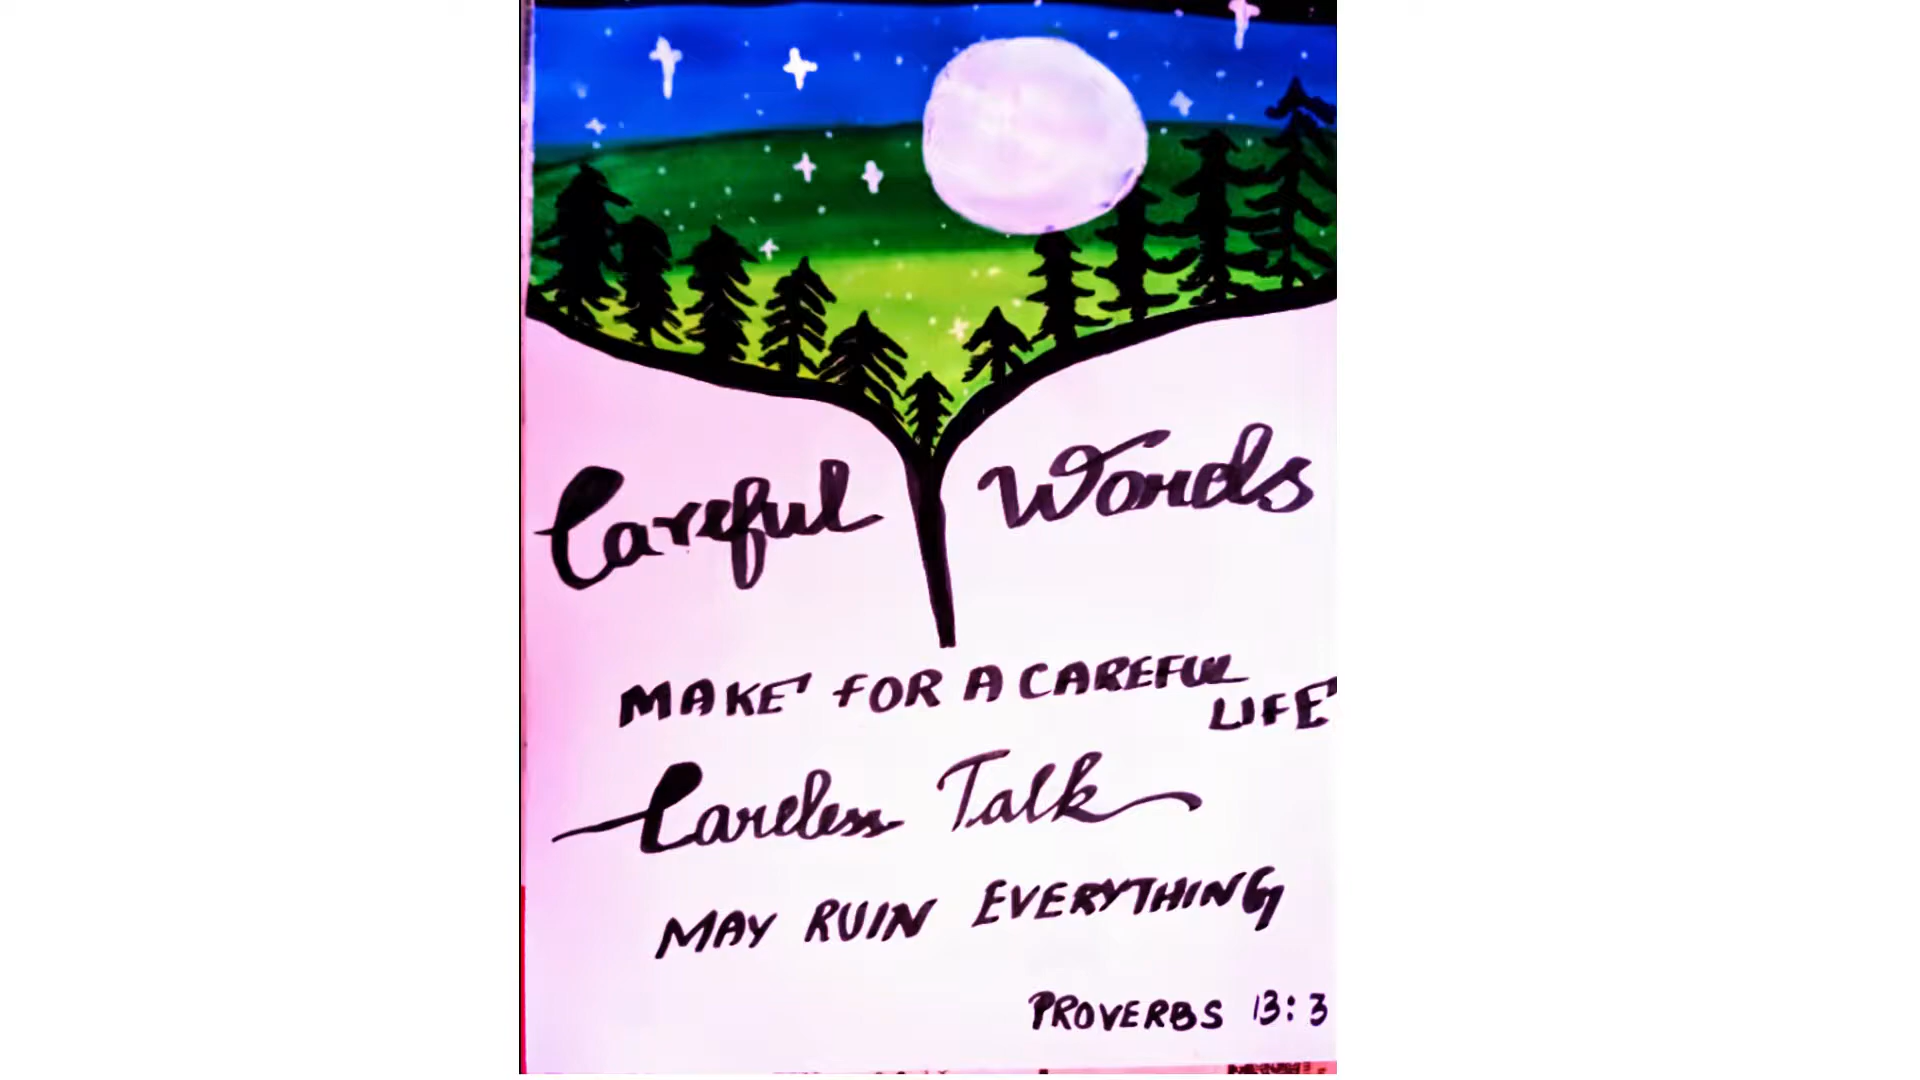 Careful Words
MAKE FOR A CAREFUL
LIFE
Careless Talk
MAY RUIN EVERYTHING
PROVERBS 13:3